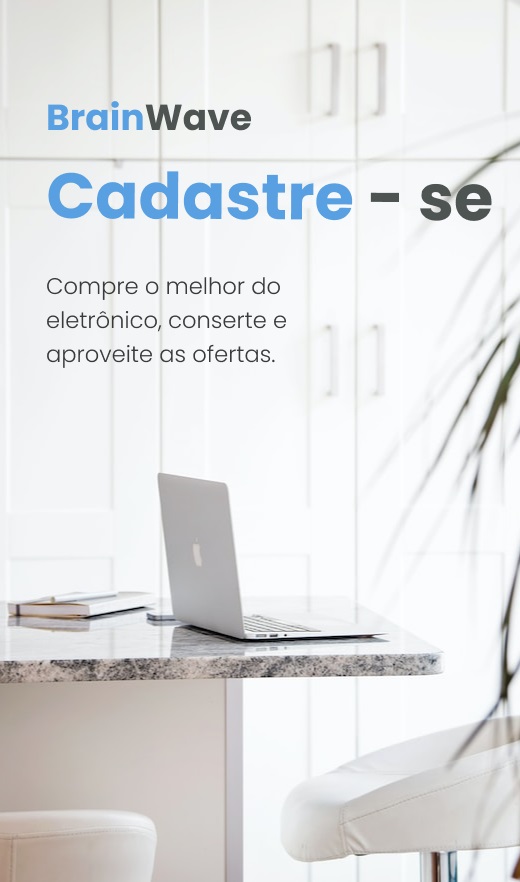 BrainWave
Cadastre - se
Compre o melhor do
eletrônico, conserte e
aproveite as ofertas.